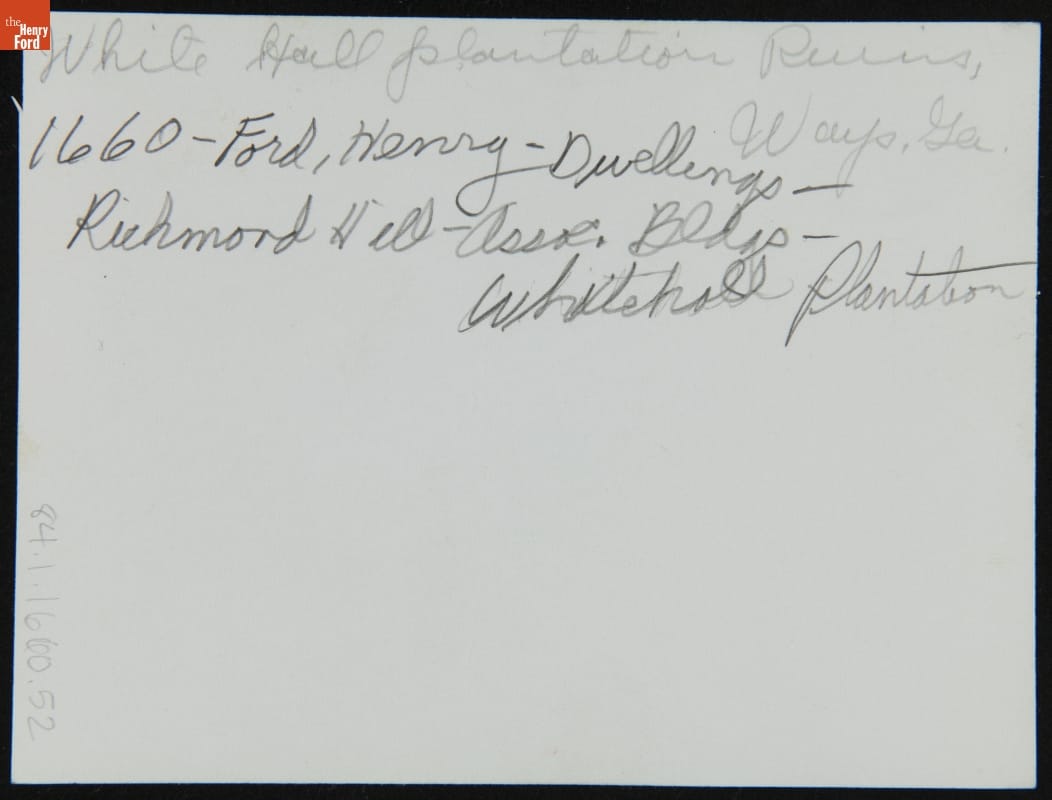 the
Henry
Ford
White Hall plantation Ruins,
Ways, Ga.
1660 - Ford, Henry - Dwellings -
Richmond Hill - Assoc. Bldgs -
Whitehall Plantation
84.1.1660.52